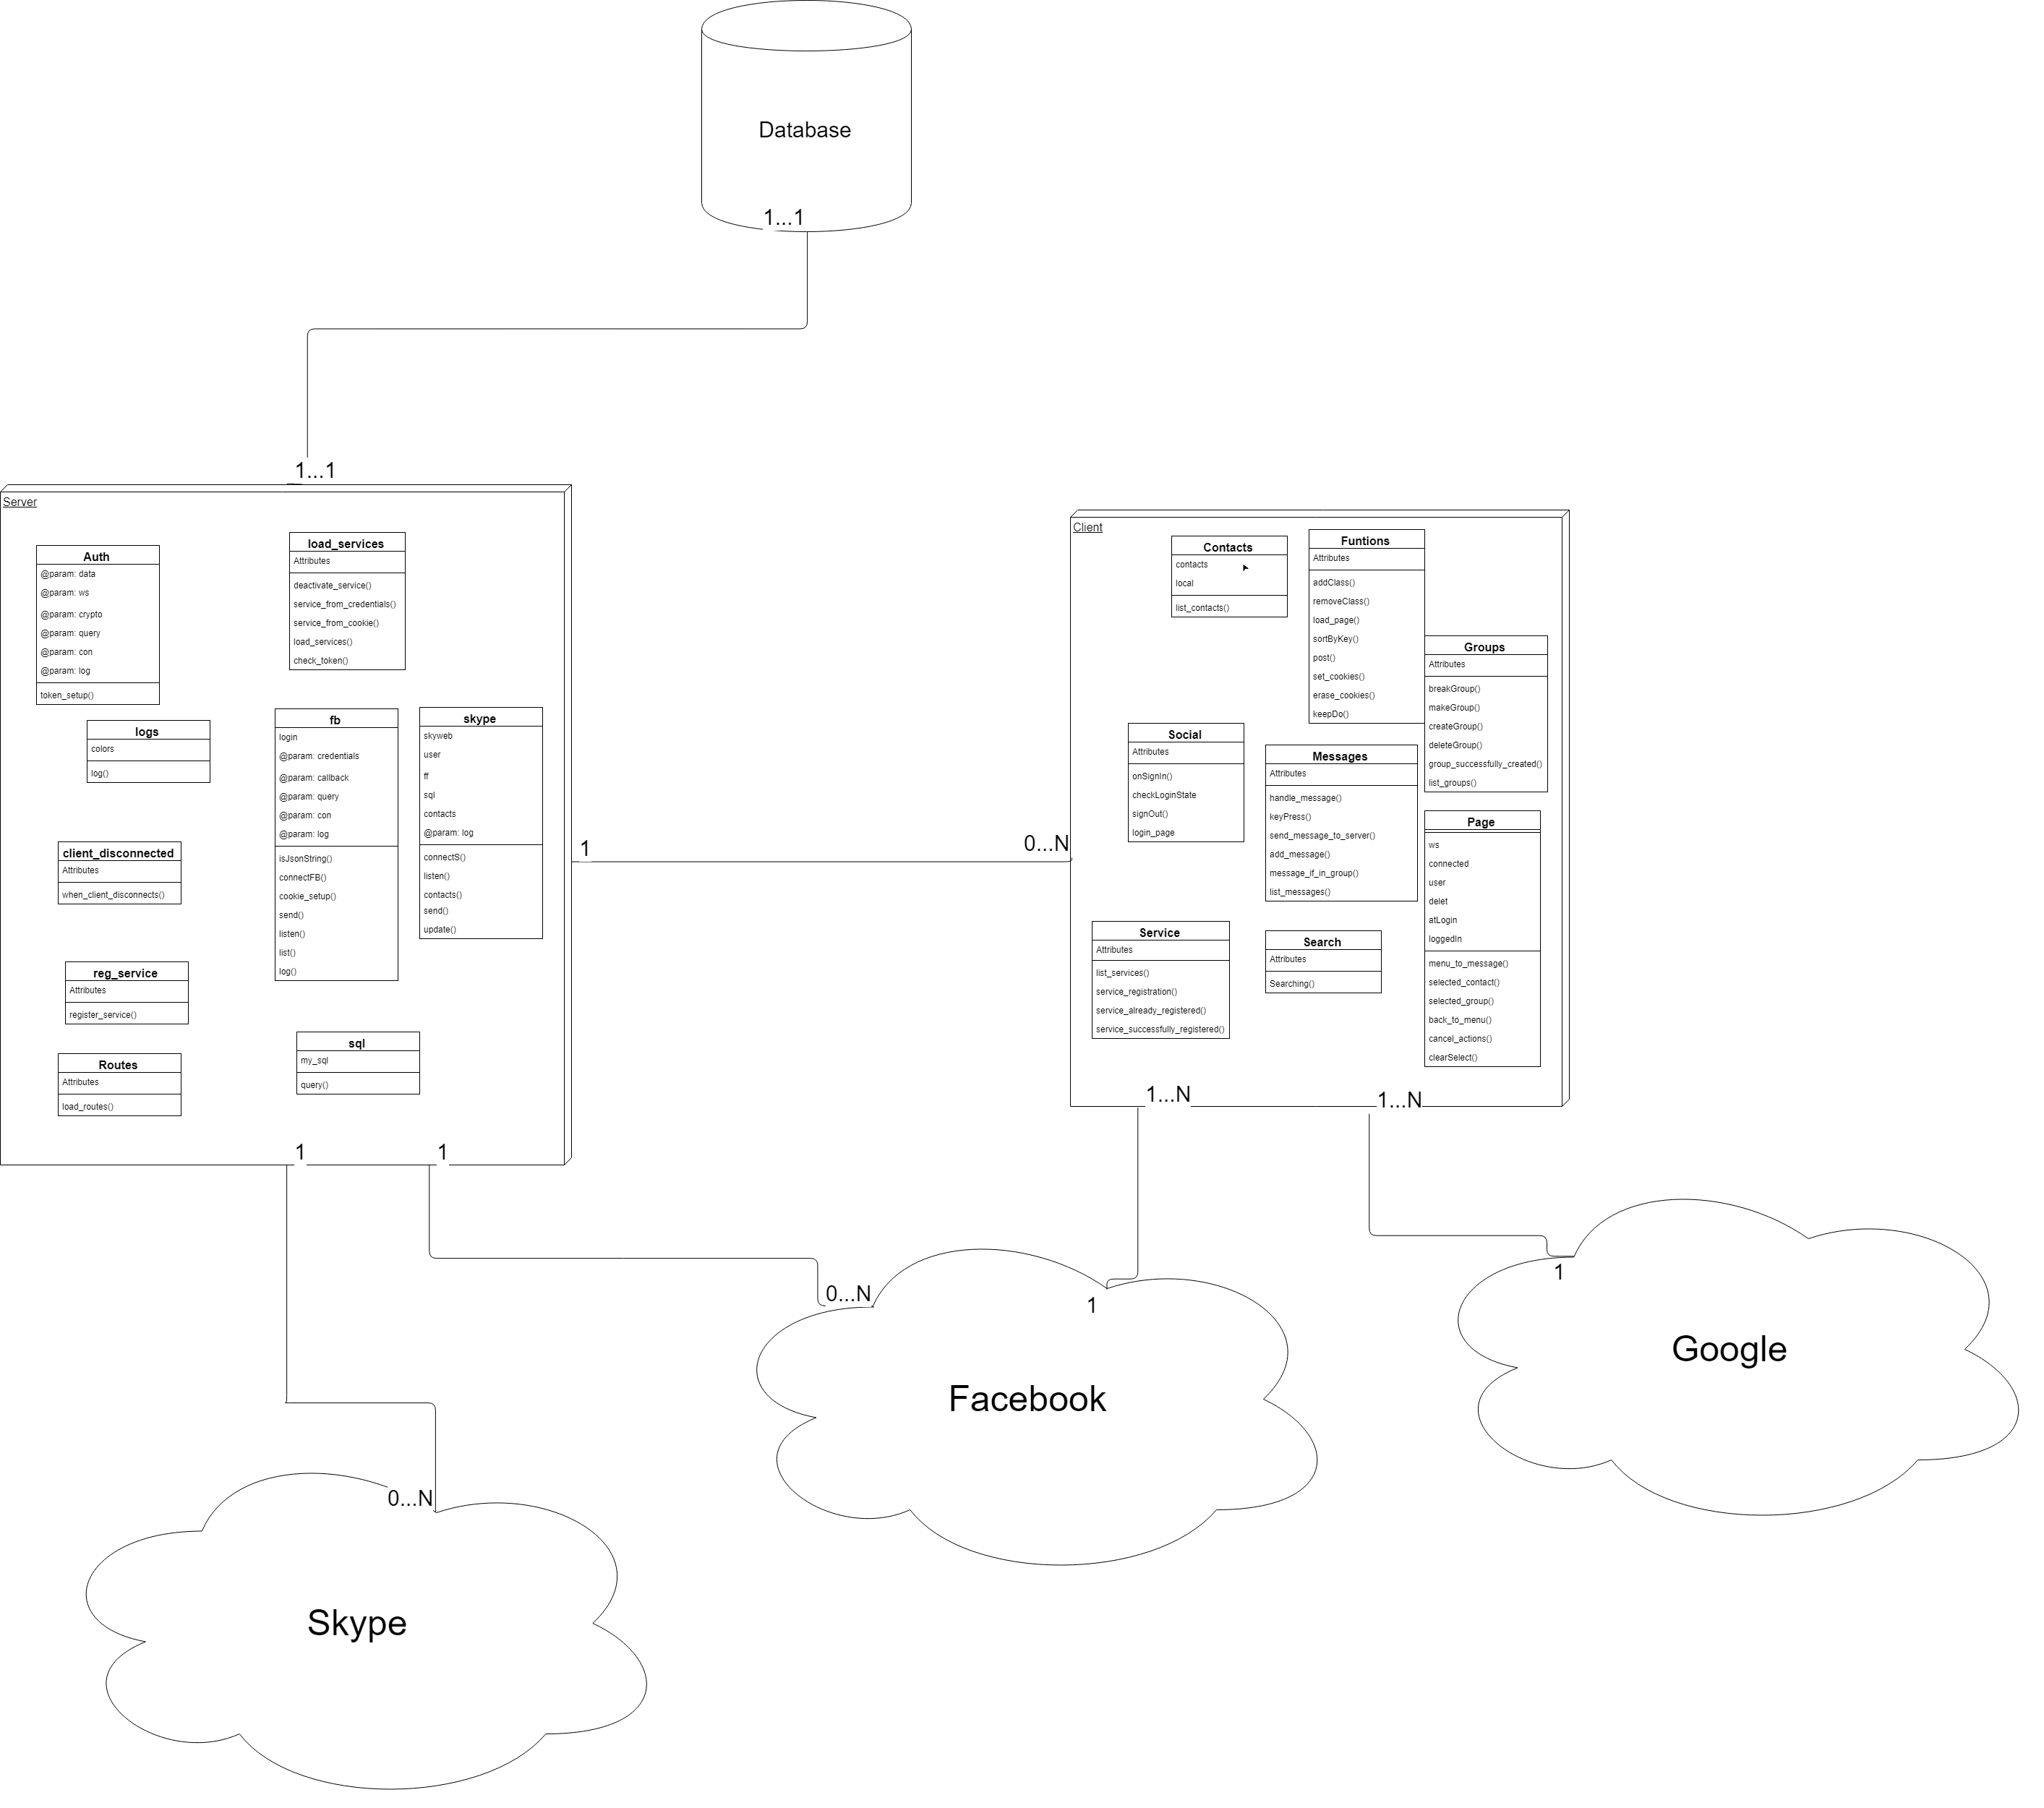 Database
1...1
1...1
Server
Auth
@param: data
@param: ws
@param: crypto
@param: query
@param: con
@param: log
token_setup()
load_services
Attributes
deactivate_service()
service_from_credentials()
service_from_cookie()
load_services()
check_token()
logs
colors
log()
fb
login
@param: credentials
@param: callback
@param: query
@param: con
@param: log
isJsonString()
connectFB()
cookie_setup()
send()
listen()
list()
log()
skype
skyweb
user
ff
sql
contacts
@param: log
connectS()
listen()
contacts()
send()
update()
client_disconnected
Attributes
when_client_disconnects()
reg_service
Attributes
register_service()
Routes
Attributes
load_routes()
sql
my_sql
query()
1
0...N
Client
Contacts
contacts
local
list_contacts()
Funtions
Attributes
addClass()
removeClass()
load_page()
sortByKey()
post()
set_cookies()
erase_cookies()
keepDo()
Groups
Attributes
breakGroup()
makeGroup()
createGroup()
deleteGroup()
group_successfully_created()
list_groups()
Social
Attributes
onSignIn()
checkLoginState
signOut()
login_page
Messages
Attributes
handle_message()
keyPress()
send_message_to_server()
add_message()
message_if_in_group()
list_messages()
Page
ws
connected
user
delet
atLogin
loggedIn
menu_to_message()
selected_contact()
selected_group()
back_to_menu()
cancel_actions()
clearSelect()
Service
Attributes
list_services()
service_registration()
service_already_registered()
service_successfully_registered()
Search
Attributes
Searching()
1...N
1...N
1
1
0...N
1
1
0...N
Google
Facebook
Skype